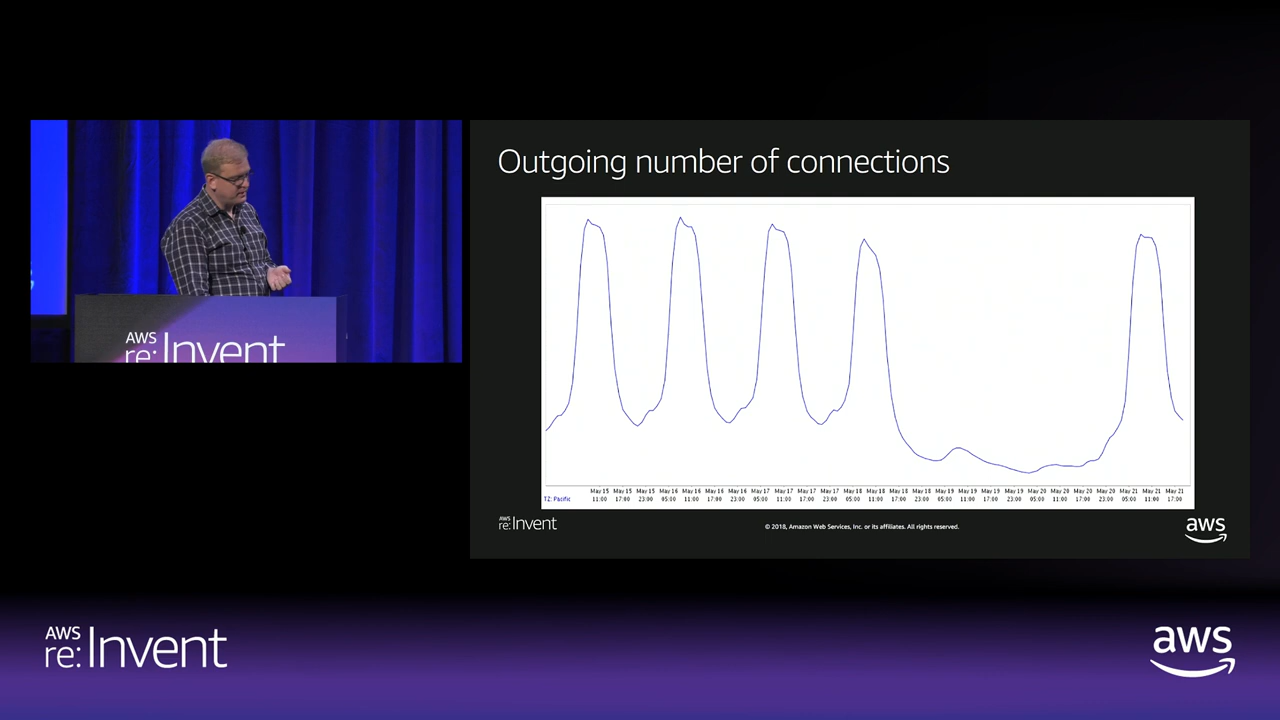 Outgoing number of connections
TZ: Pacific
May 15 May 15 May 15 May 16 May 16 May 16 May 16 May 17 May 17 May 17 May 17 May 18 May 18 May 18 May 18 May 19 May 19 May 19 May 19 May 20 May 20 May 20 May 20 May 21 May 21 May 21
11:00 17:00 23:00 05:00 11:00 17:00 23:00 05:00 11:00 17:00 23:00 05:00 11:00 17:00 23:00 05:00 11:00 17:00 23:00 05:00 11:00 17:00 23:00 05:00 11:00 17:00
AWS
re:Invent
AWS
re:Invent
© 2018, Amazon Web Services, Inc. or its affiliates. All rights reserved.
aws
AWS
re:Invent
aws